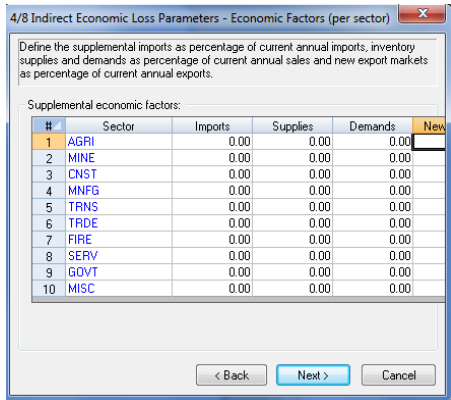 4/8 Indirect Economic Loss Parameters - Economic Factors (per sector)
Define the supplemental imports as percentage of current annual imports, inventory
supplies and demands as percentage of current annual sales and new export markets
as percentage of current annual exports.
Supplemental economic factors:
# Sector Imports Supplies Demands New
1 AGRI 0.00 0.00 0.00
2 MINE 0.00 0.00 0.00
3 CNST 0.00 0.00 0.00
4 MNFG 0.00 0.00 0.00
5 TRNS 0.00 0.00 0.00
6 TRDE 0.00 0.00 0.00
7 FIRE 0.00 0.00 0.00
8 SERV 0.00 0.00 0.00
9 GOVT 0.00 0.00 0.00
10 MISC 0.00 0.00 0.00
< Back Next > Cancel